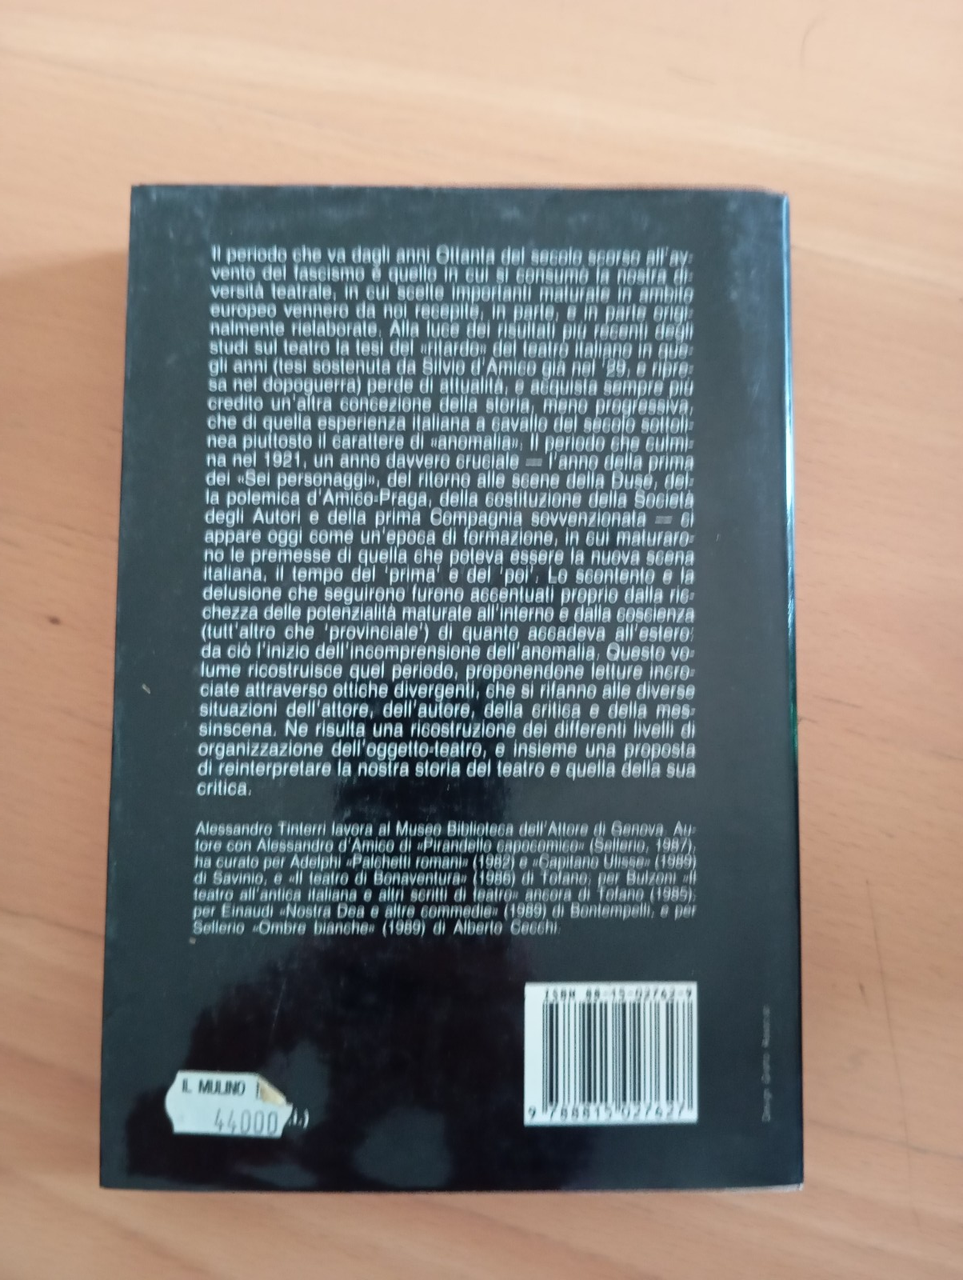 Il periodo che va dagli anni Ottanta del secolo scorso all'av-
vento del fascismo è quello in cui si consumò la nostra di-
versità teatrale, in cui scelte importanti maturate in ambito
europeo vennero da noi recepite, in parte, e in parte origi-
nalmente rielaborate. Alla luce dei risultati più recenti degli
studi sul teatro la tesi del «ritardo» del teatro italiano in que-
gli anni (tesi sostenuta da Silvio d'Amico già nel '29, e ripre-
sa nel dopoguerra) perde di attualità, e acquista sempre più
credito un'altra concezione della storia, meno progressiva,
che di quella esperienza italiana a cavallo del secolo sottoli-
nea piuttosto il carattere di «anomalia». Il periodo che culmi-
na nel 1921, un anno davvero cruciale — l'anno della prima
dei «Sei personaggi», del ritorno alle scene della Duse, del-
la polemica d'Amico-Praga, della costituzione della Società
degli Autori e della prima Compagnia sovvenzionata — ci
appare oggi come un'epoca di formazione, in cui maturaro-
no le premesse di quella che poteva essere la nuova scena
italiana, il tempo del 'prima' e del 'poi'. Lo scontento e la
delusione che seguirono furono accentuati proprio dalla ric-
chezza delle potenzialità maturate all'interno e dalla coscienza
(tutt'altro che 'provinciale') di quanto accadeva all'estero:
da ciò l'inizio dell'incomprensione dell'anomalia. Questo vo-
lume ricostruisce quel periodo, proponendone letture incro-
ciate attraverso ottiche divergenti, che si rifanno alle diverse
situazioni dell'attore, dell'autore, della critica e della mes-
sinscena. Ne risulta una ricostruzione dei differenti livelli di
organizzazione dell'oggetto-teatro, e insieme una proposta
di reinterpretare la nostra storia del teatro e quella della sua
critica.
Alessandro Tinterri lavora al Museo Biblioteca dell'Attore di Genova. Au-
tore con Alessandro d'Amico di «Pirandello capocomico» (Sellerio, 1987),
ha curato per Adelphi «Palchetti romani» (1982) e «Capitano Ulisse» (1989)
di Savinio, e «Il teatro di Bonaventura» (1986) di Tofano; per Bulzoni «Il
teatro all'antica italiana e altri scritti di teatro» ancora di Tofano (1985);
per Einaudi «Nostra Dea e altre commedie» (1989) di Bontempelli, e per
Sellerio «Ombre bianche» (1989) di Alberto Cecchi.
ISBN 88-15-02762-9
9 788815 027627
IL MULINO
44000